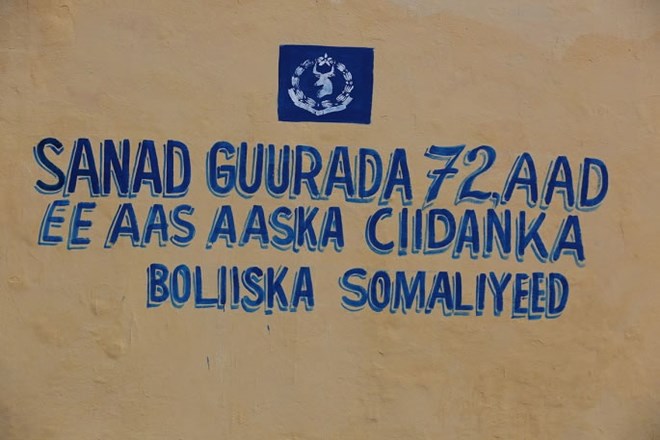 SANAD GUURADA 72,AAD
EE AAS AASKA CIIDANKA
BOLIISKA SOMALIYEED